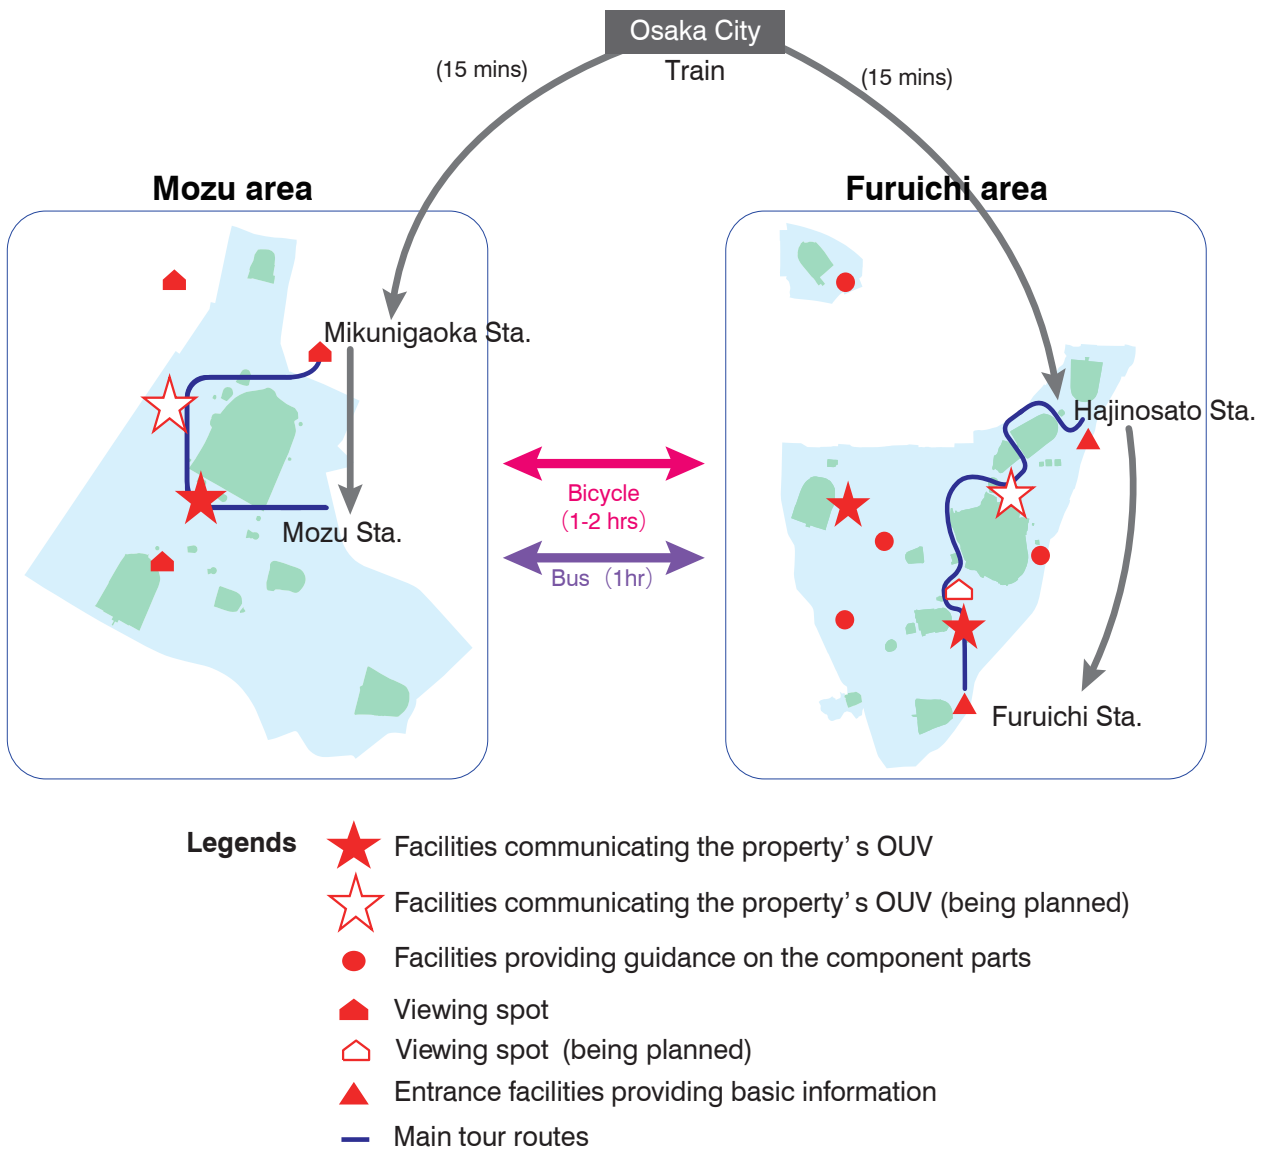 Osaka City
Train
(15 mins)
(15 mins)
Mozu area
Furuichi area
Mikunigaoka Sta.
Mozu Sta.
Hajinosato Sta.
Furuichi Sta.
Bicycle
（1-2 hrs）
Bus（1hr）
Legends
Facilities communicating the property’ s OUV
Facilities communicating the property’ s OUV (being planned)
Facilities providing guidance on the component parts
Viewing spot
Viewing spot (being planned)
Entrance facilities providing basic information
Main tour routes